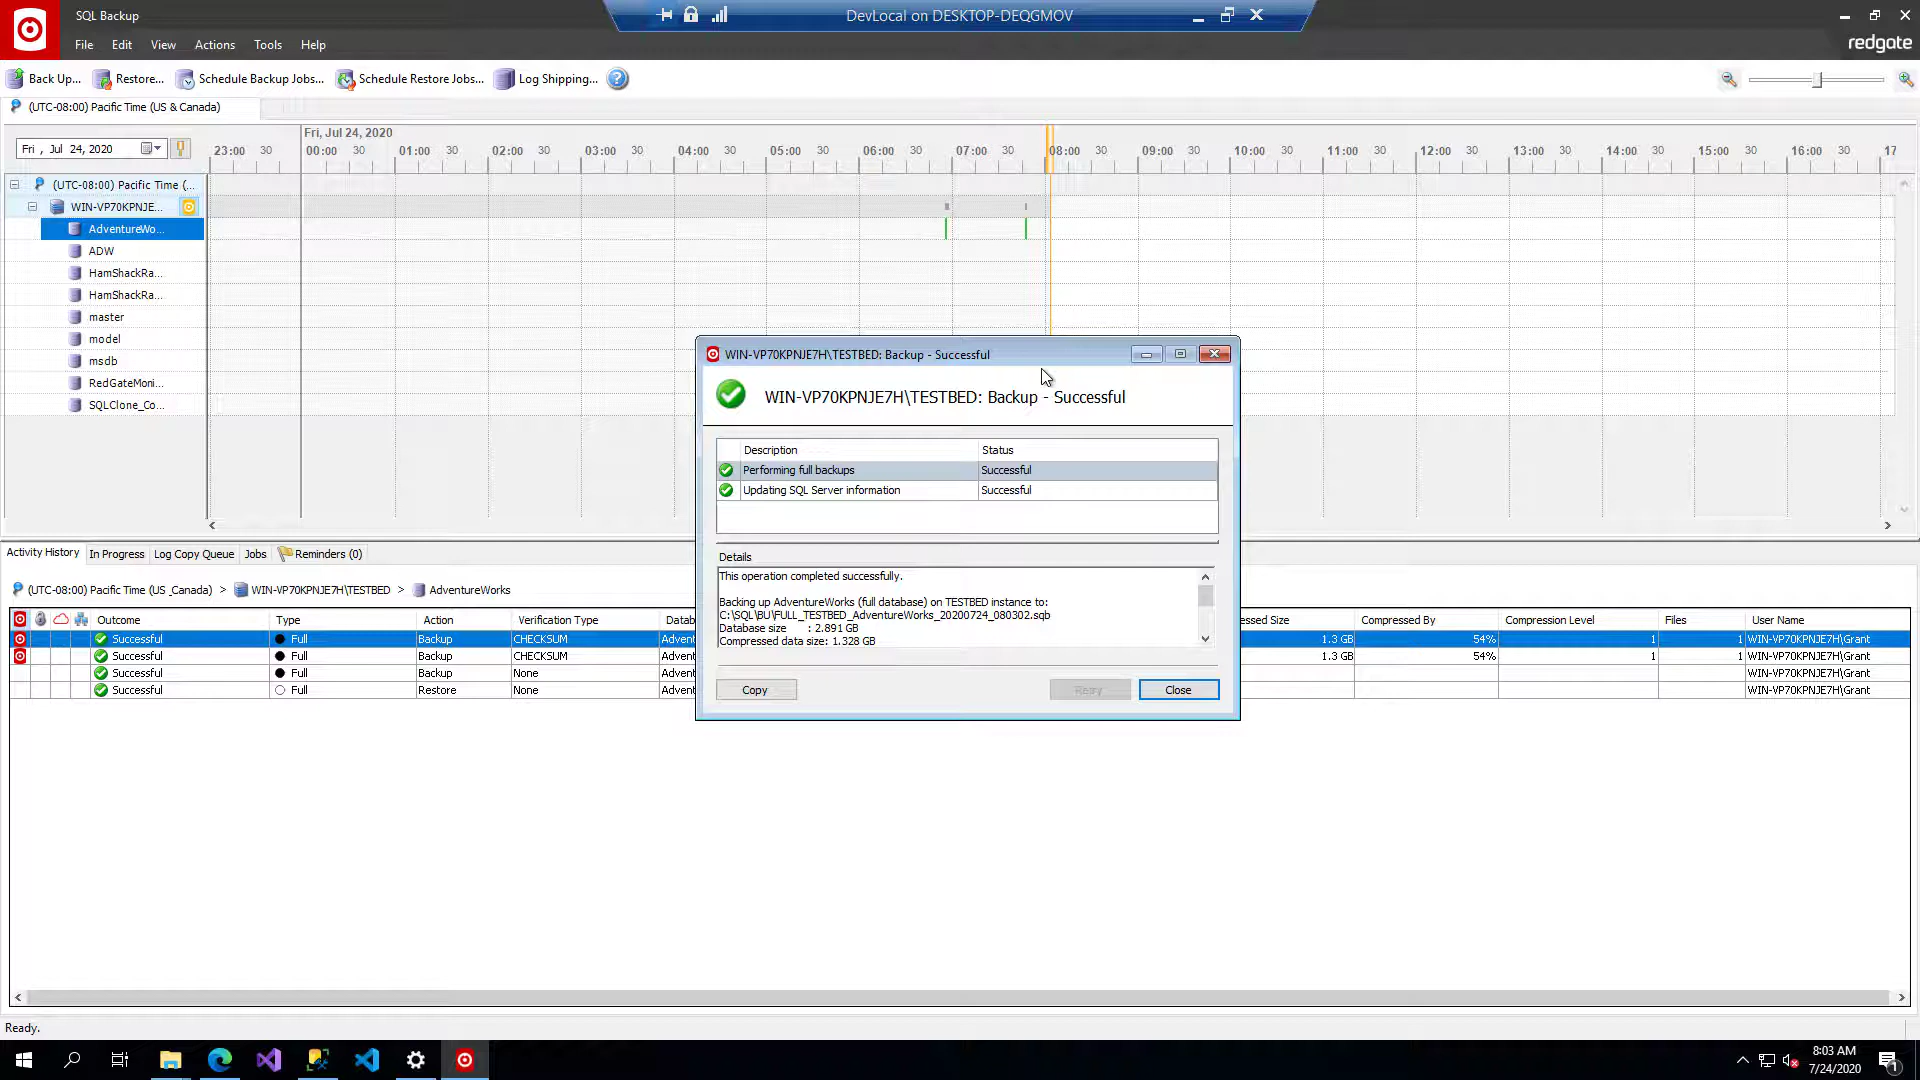 SQL Backup
DevLocal on DESKTOP-DEQGMOV
File Edit View Actions Tools Help
redgate
Back Up... Restore... Schedule Backup Jobs... Schedule Restore Jobs... Log Shipping...
(UTC-08:00) Pacific Time (US & Canada)
Fri, Jul 24, 2020
Fri , Jul 24, 2020
23:00 30 00:00 30 01:00 30 02:00 30 03:00 30 04:00 30 05:00 30 06:00 30 07:00 30 08:00 30 09:00 30 10:00 30 11:00 30 12:00 30 13:00 30 14:00 30 15:00 30 16:00 30 17
(UTC-08:00) Pacific Time (...
WIN-VP70KPNJE...
AdventureWo...
ADW
HamShackRa...
HamShackRa...
master
model
msdb
RedGateMoni...
SQLClone_Co...
WIN-VP70KPNJE7H\TESTBED: Backup - Successful
WIN-VP70KPNJE7H\TESTBED: Backup - Successful
Description Status
Performing full backups Successful
Updating SQL Server information Successful
Details
This operation completed successfully.
Backing up AdventureWorks (full database) on TESTBED instance to:
C:\SQL\BU\FULL_TESTBED_AdventureWorks_20200724_080302.sqb
Database size : 2.891 GB
Compressed data size: 1.328 GB
Copy Retry Close
Activity History In Progress Log Copy Queue Jobs Reminders (0)
(UTC-08:00) Pacific Time (US _Canada) > WIN-VP70KPNJE7H\TESTBED > AdventureWorks
Outcome Type Action Verification Type Datab essed Size Compressed By Compression Level Files User Name
Successful Full Backup CHECKSUM Advent 1.3 GB 54% 1 1 WIN-VP70KPNJE7H\Grant
Successful Full Backup CHECKSUM Advent 1.3 GB 54% 1 1 WIN-VP70KPNJE7H\Grant
Successful Full Backup None Advent WIN-VP70KPNJE7H\Grant
Successful Full Restore None Advent WIN-VP70KPNJE7H\Grant
Ready.
8:03 AM
7/24/2020
1